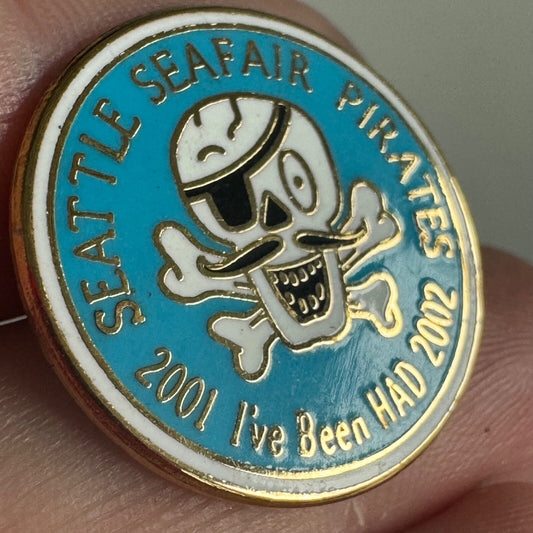 SEATTLE SEAFAIR PIRATES
2001 I've Been HAD 2002